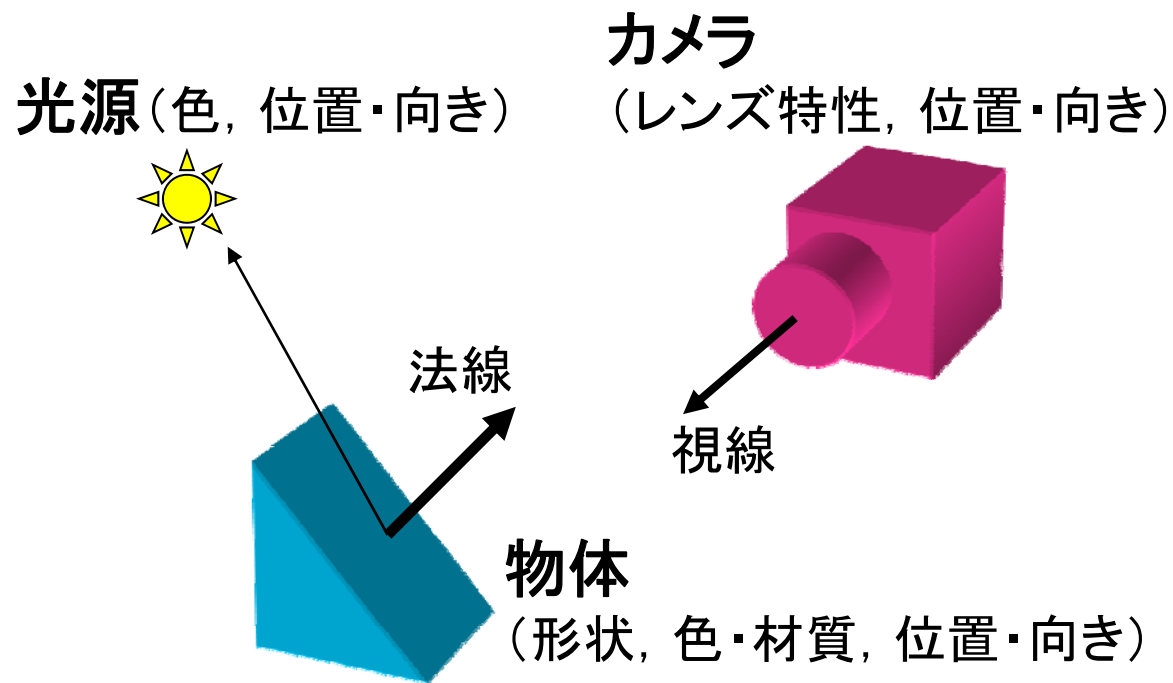 カメラ
光源（色，位置・向き）
（レンズ特性，位置・向き）
法線
視線
物体
（形状，色・材質，位置・向き）